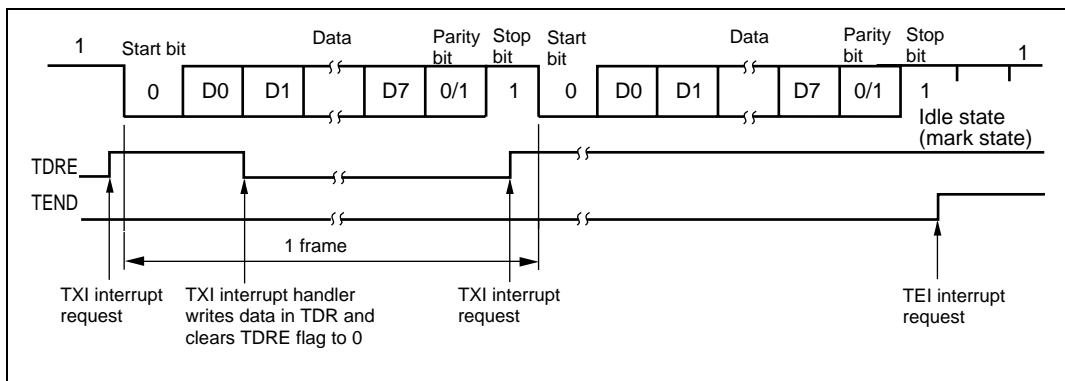 1
Start bit
Data
Parity bit
Stop bit
Start bit
Data
Parity bit
Stop bit
1
0 D0 D1 D7 0/1 1 0 D0 D1 D7 0/1 1
Idle state
(mark state)
TDRE
TEND
1 frame
TXI interrupt
request
TXI interrupt handler
writes data in TDR and
clears TDRE flag to 0
TXI interrupt
request
TEI interrupt
request